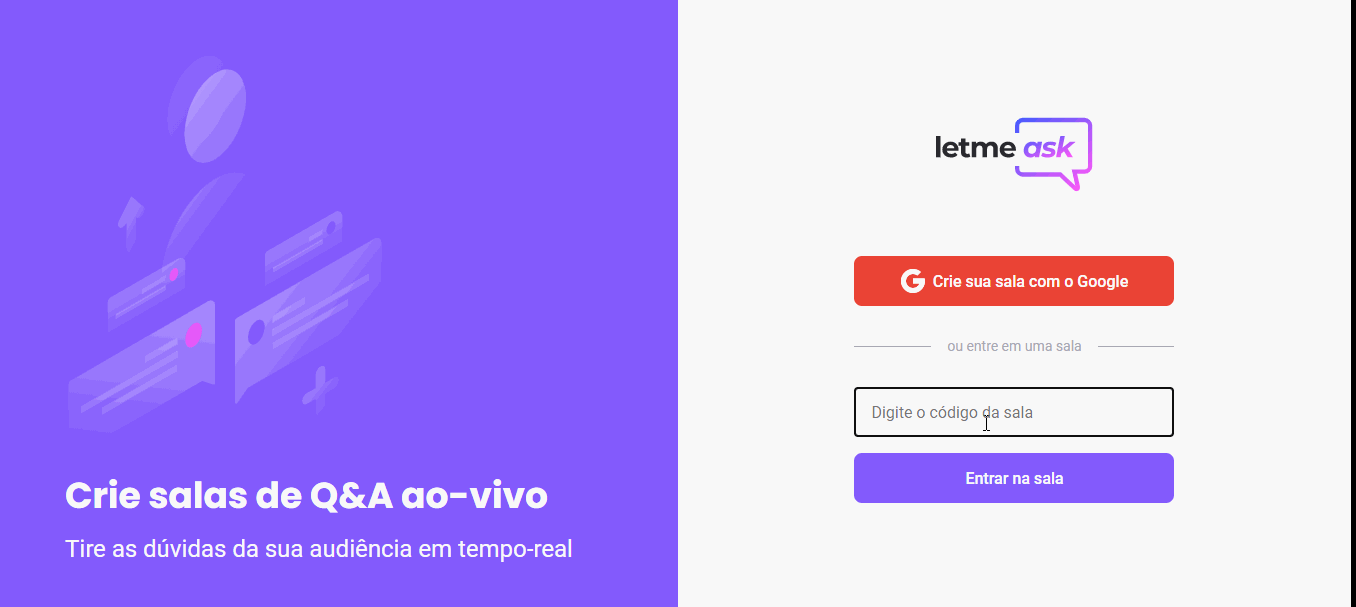 Crie salas de Q&A ao-vivo
Tire as dúvidas da sua audiência em tempo-real
letme ask
Crie sua sala com o Google
ou entre em uma sala
Digite o código da sala
Entrar na sala